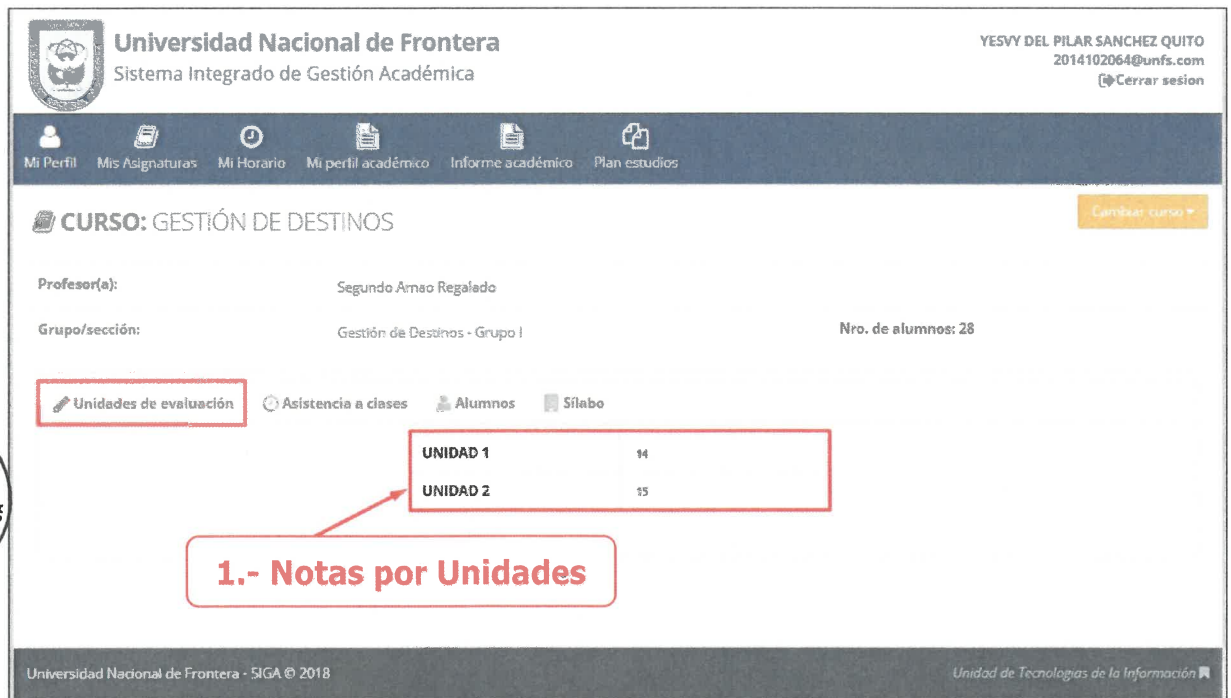 Universidad Nacional de Frontera
Sistema Integrado de Gestión Académica
YESVY DEL PILAR SANCHEZ QUITO
2014102064@unfs.com
Cerrar sesion
Mi Perfil Mis Asignaturas Mi Horario Mi perfil académico Informe académico Plan estudios
CURSO: GESTIÓN DE DESTINOS
Cambiar curso
Profesor(a): Segundo Arnao Regalado
Grupo/sección: Gestión de Destinos - Grupo I Nro. de alumnos: 28
Unidades de evaluación Asistencia a clases Alumnos Sílabo
UNIDAD 1 14
UNIDAD 2 15
1.- Notas por Unidades
Universidad Nacional de Frontera - SIGA © 2018 Unidad de Tecnologias de la Información